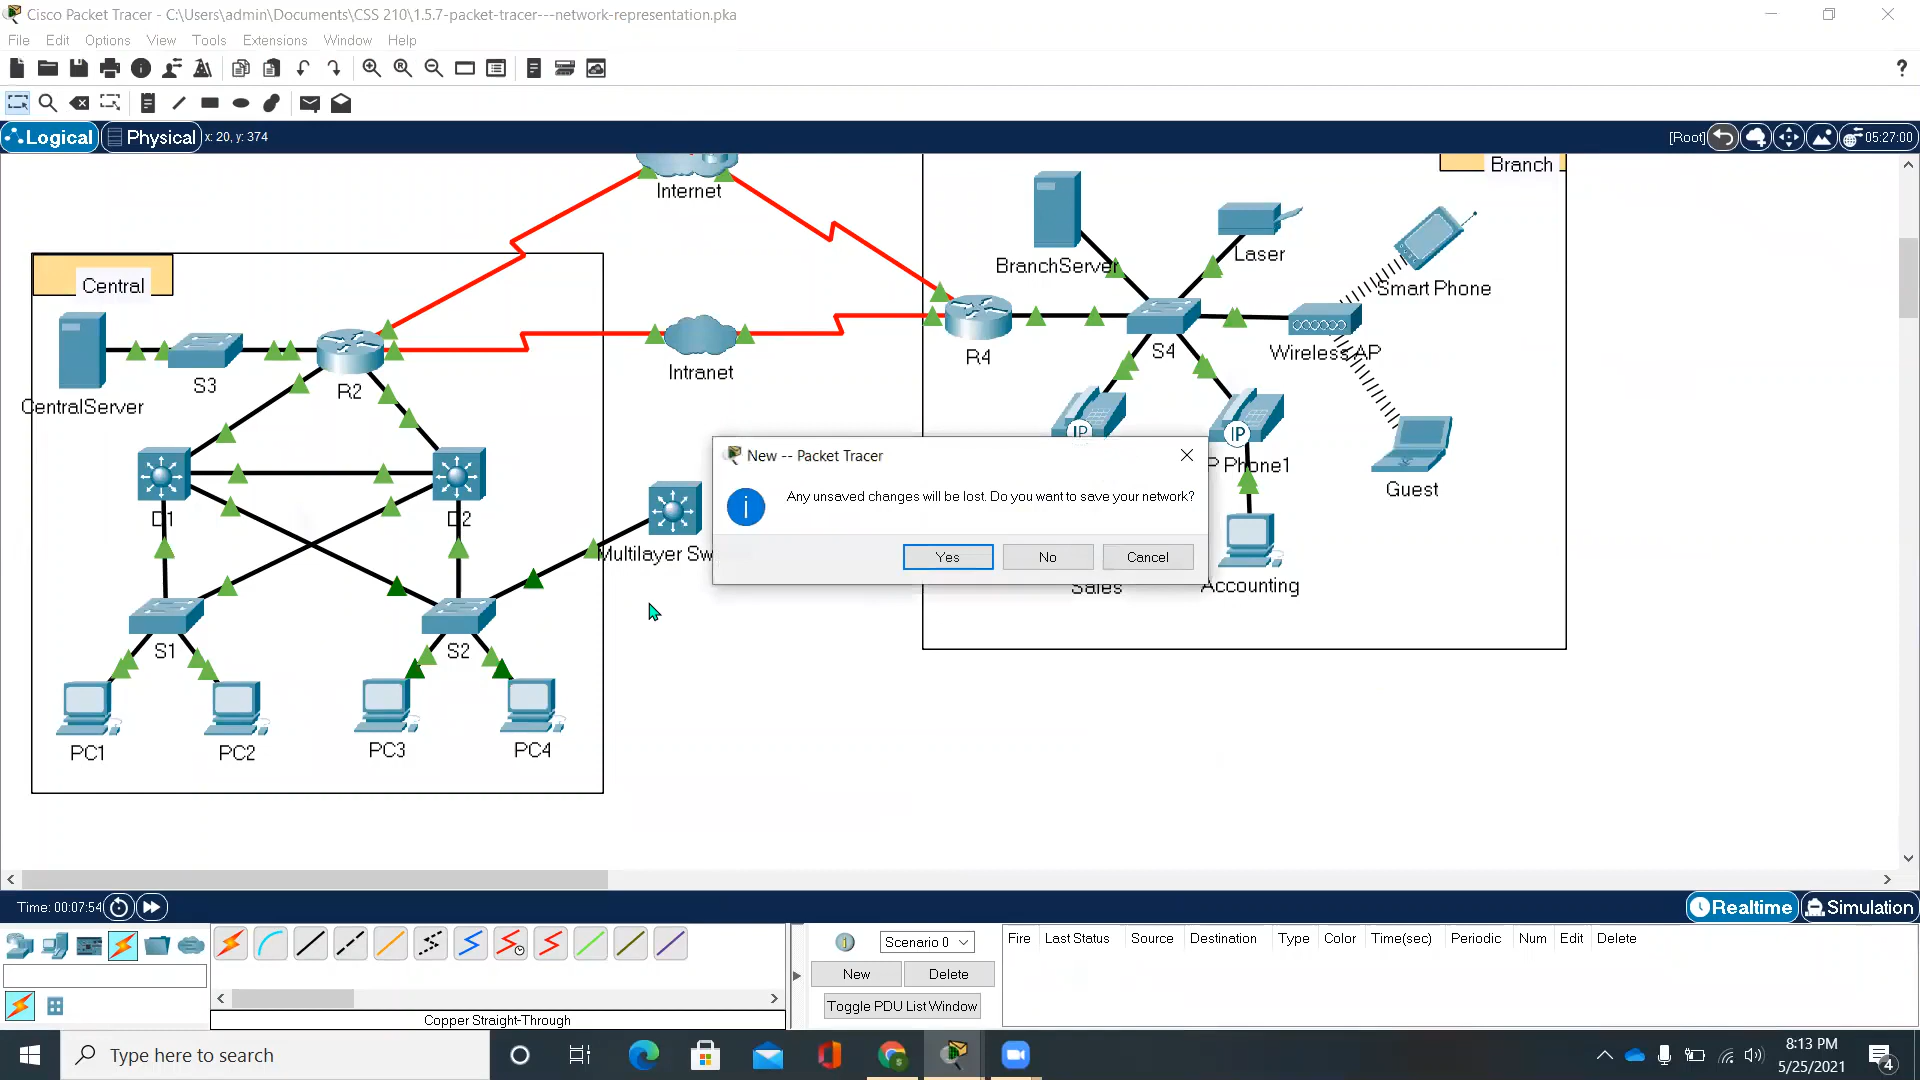 Cisco Packet Tracer - C:\Users\admin\Documents\CSS 210\1.5.7-packet-tracer---network-representation.pka
File Edit Options View Tools Extensions Window Help
?
Logical Physical x: 20, y: 374 [Root] 05:27:00
Branch
Internet
BranchServer
Laser
Smart Phone
Central
S3
R2
CentralServer
Intranet
R4
S4
Wireless AP
IP
IP
P Phone1
Guest
D1
D2
Multilayer Sw
New -- Packet Tracer
Any unsaved changes will be lost. Do you want to save your network?
Yes No Cancel
Sales
Accounting
S1
S2
PC1
PC2
PC3
PC4
Time: 00:07:54 Realtime Simulation
Scenario 0
New Delete
Toggle PDU List Window
Fire Last Status Source Destination Type Color Time(sec) Periodic Num Edit Delete
Copper Straight-Through
Type here to search
8:13 PM
5/25/2021
4